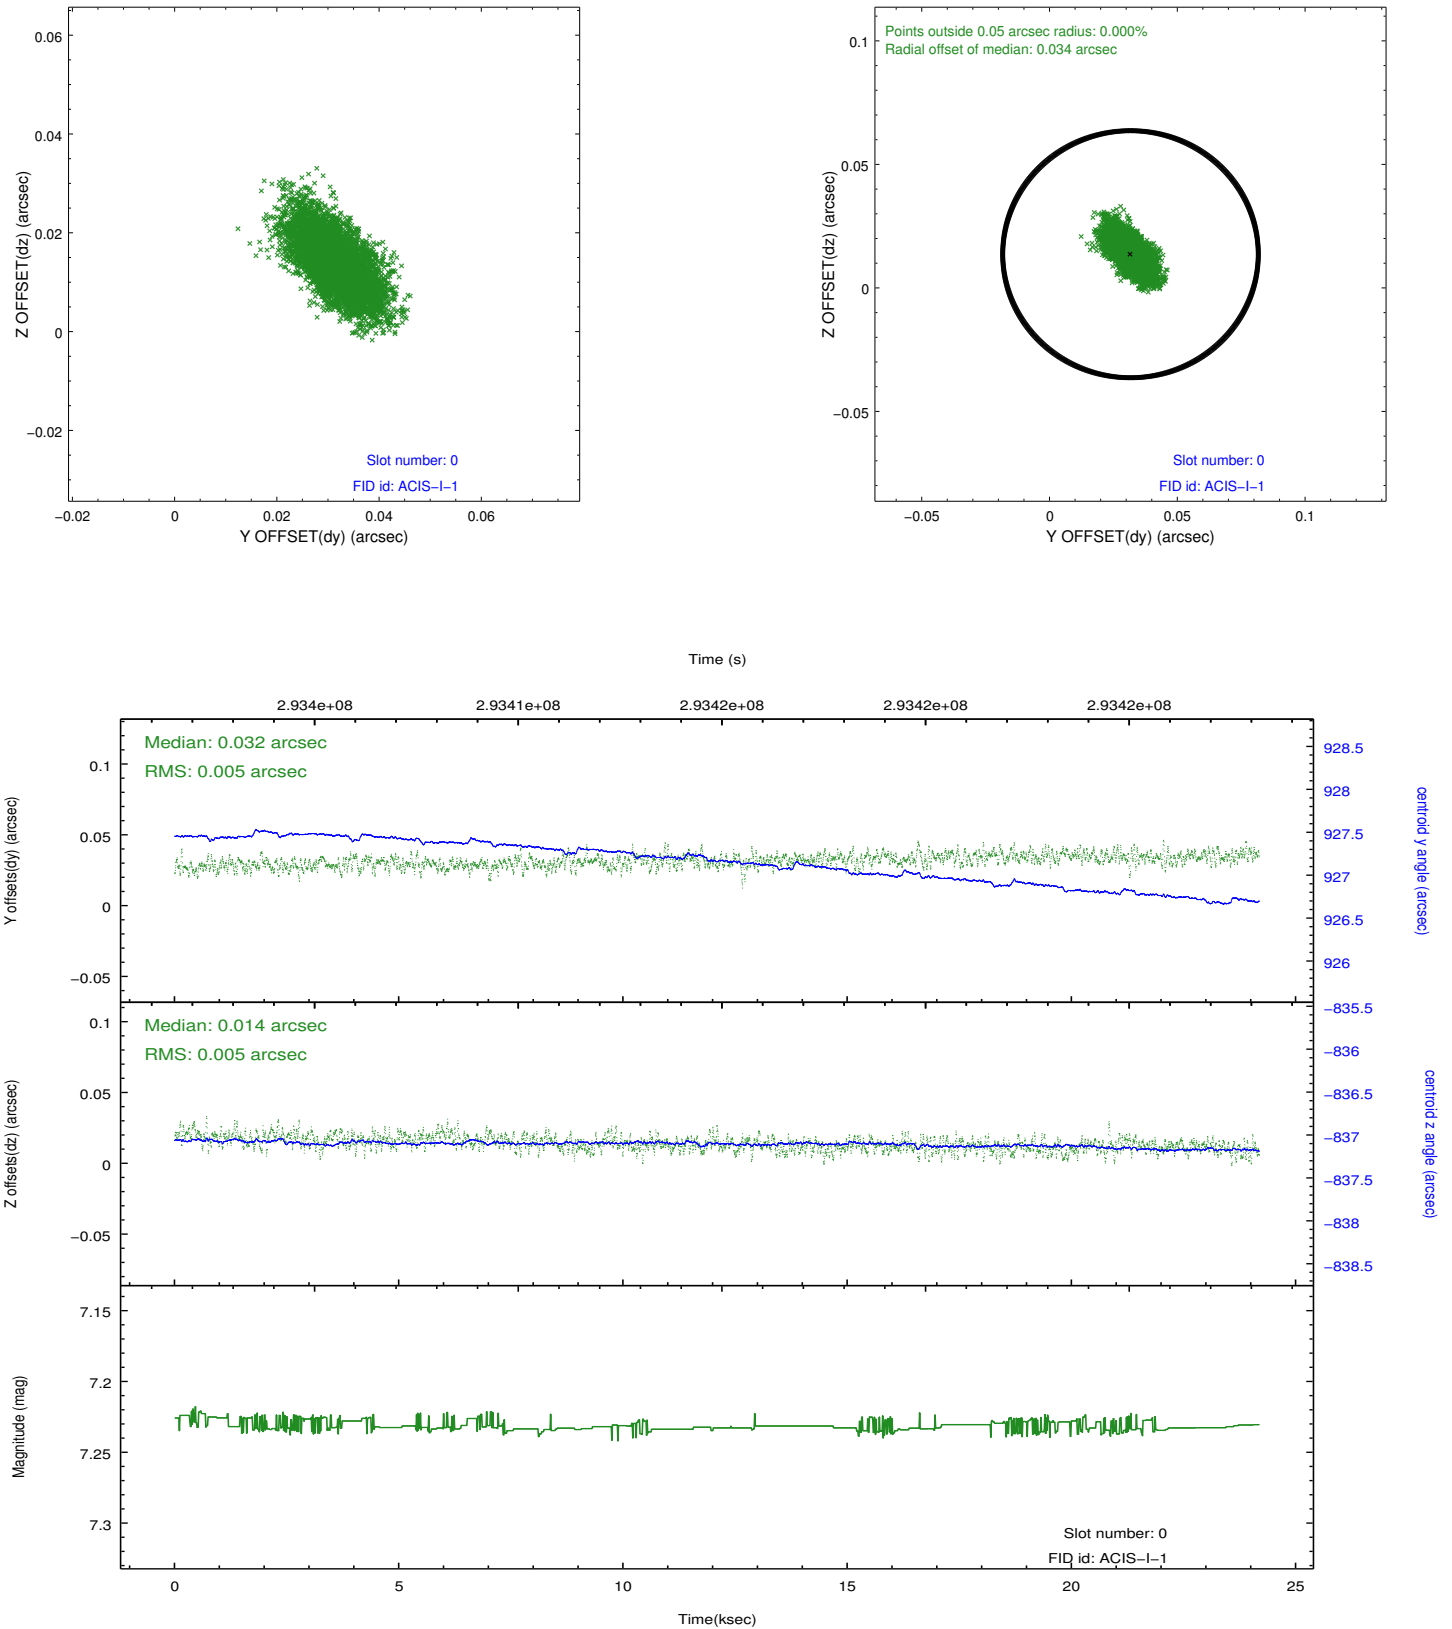 0.06
0.04
0.02
0
−0.02
Z OFFSET(dz) (arcsec)
Slot number: 0
FID id: ACIS−I−1
−0.02 0 0.02 0.04 0.06
Y OFFSET(dy) (arcsec)
Points outside 0.05 arcsec radius: 0.000%
Radial offset of median: 0.034 arcsec
0.1
0.05
0
−0.05
Z OFFSET(dz) (arcsec)
Slot number: 0
FID id: ACIS−I−1
−0.05 0 0.05 0.1
Y OFFSET(dy) (arcsec)
Time (s)
2.934e+08 2.9341e+08 2.9342e+08 2.9342e+08 2.9342e+08
Median: 0.032 arcsec
RMS: 0.005 arcsec
0.1
0.05
0
−0.05
Y offsets(dy) (arcsec)
928.5
928
927.5
927
926.5
926
centroid y angle (arcsec)
Median: 0.014 arcsec
RMS: 0.005 arcsec
0.1
0.05
0
−0.05
Z offsets(dz) (arcsec)
−835.5
−836
−836.5
−837
−837.5
−838
−838.5
centroid z angle (arcsec)
7.15
7.2
7.25
7.3
Magnitude (mag)
Slot number: 0
FID id: ACIS−I−1
0 5 10 15 20 25
Time(ksec)